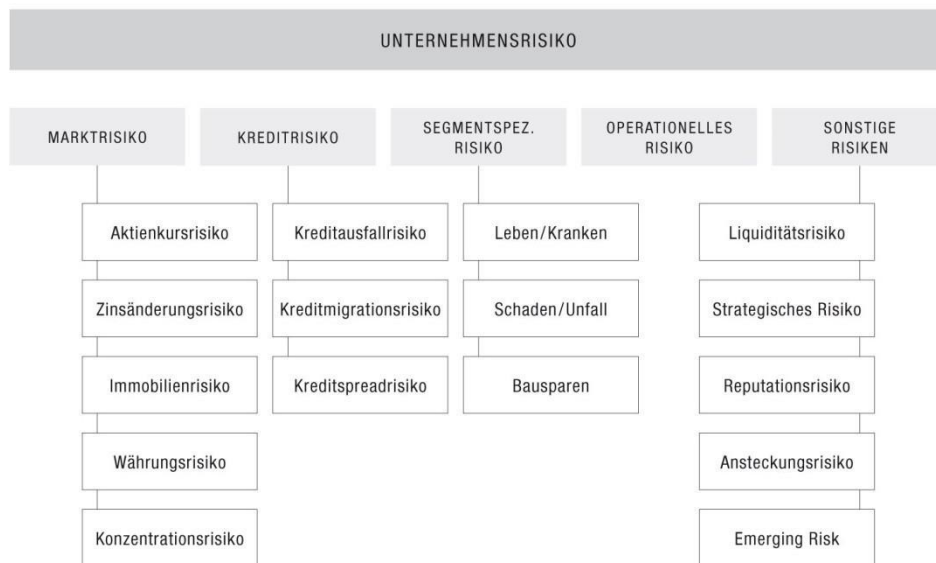 UNTERNEHMENSRISIKO
MARKTRISIKO
KREDITRISIKO
SEGMENTSPEZ.
RISIKO
OPERATIONELLES
RISIKO
SONSTIGE
RISIKEN
Aktienkursrisiko
Zinsänderungsrisiko
Immobilienrisiko
Währungsrisiko
Konzentrationsrisiko
Kreditausfallrisiko
Kreditmigrationsrisiko
Kreditspreadrisiko
Leben/Kranken
Schaden/Unfall
Bausparen
Liquiditätsrisiko
Strategisches Risiko
Reputationsrisiko
Ansteckungsrisiko
Emerging Risk